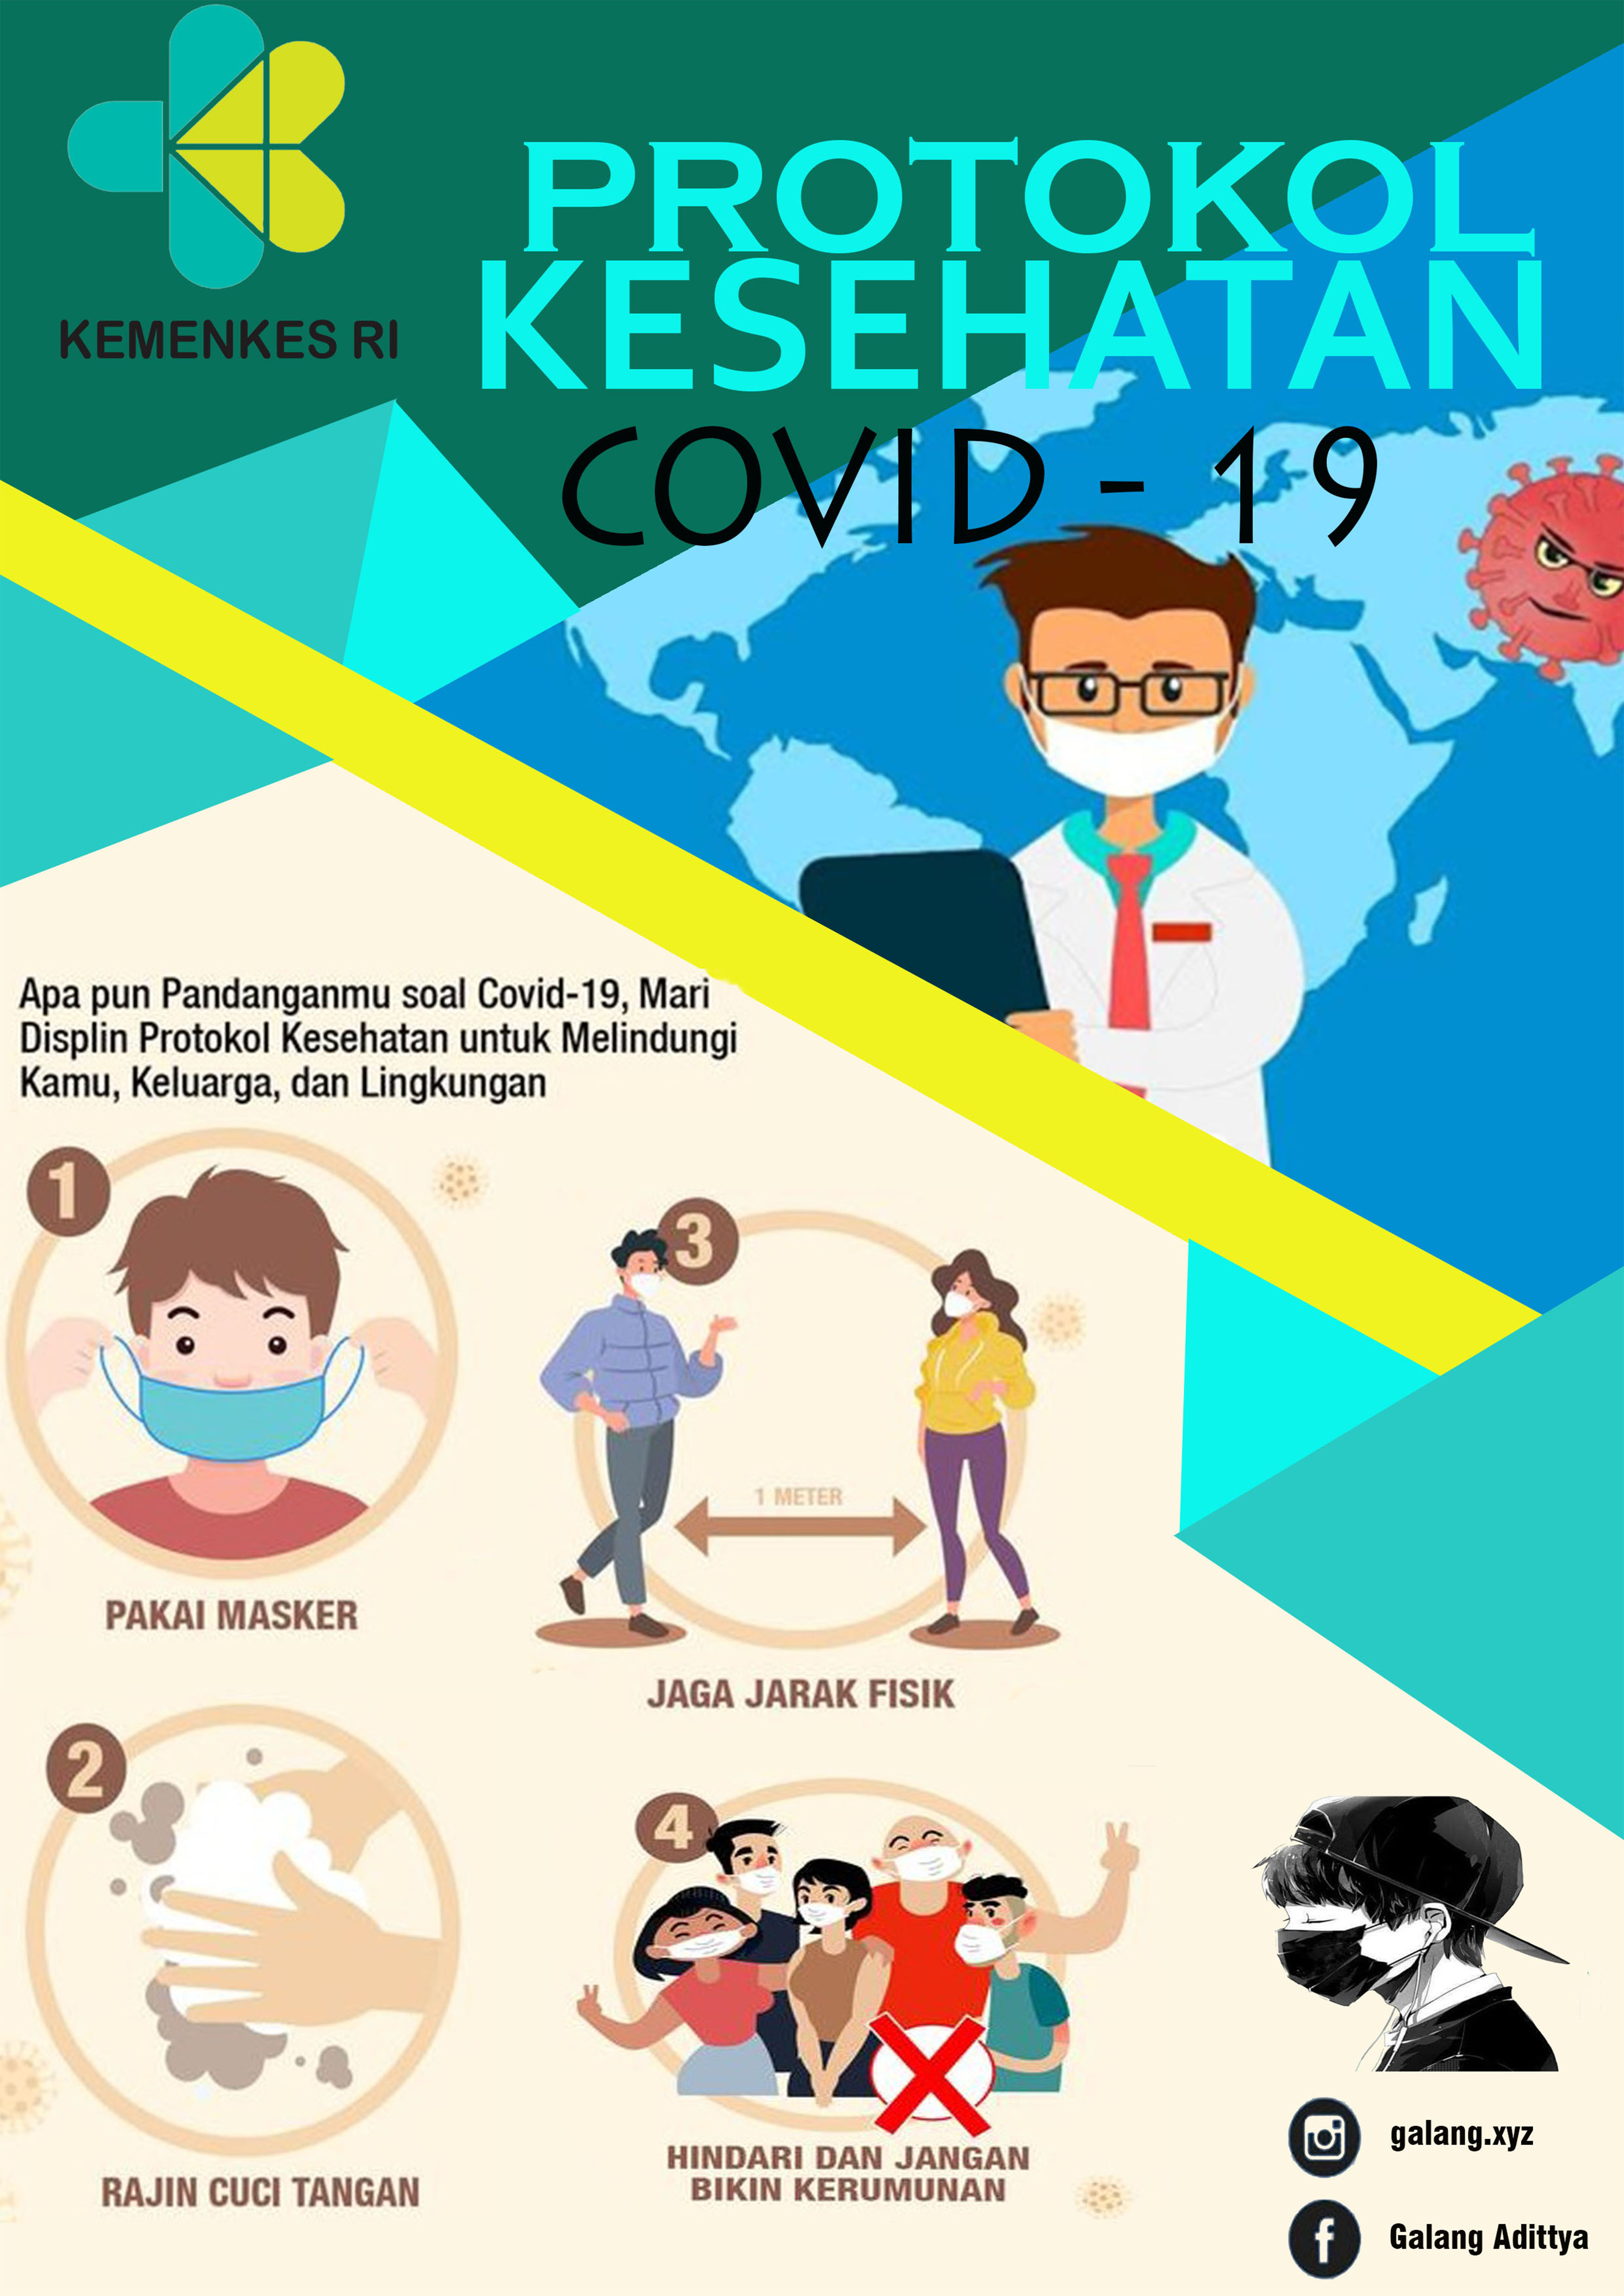 KEMENKES RI
PROTOKOL
KESEHATAN
COVID - 19
Apa pun Pandanganmu soal Covid-19, Mari
Displin Protokol Kesehatan untuk Melindungi
Kamu, Keluarga, dan Lingkungan
1
PAKAI MASKER
2
RAJIN CUCI TANGAN
3
1 METER
JAGA JARAK FISIK
4
HINDARI DAN JANGAN
BIKIN KERUMUNAN
galang.xyz
Galang Adittya